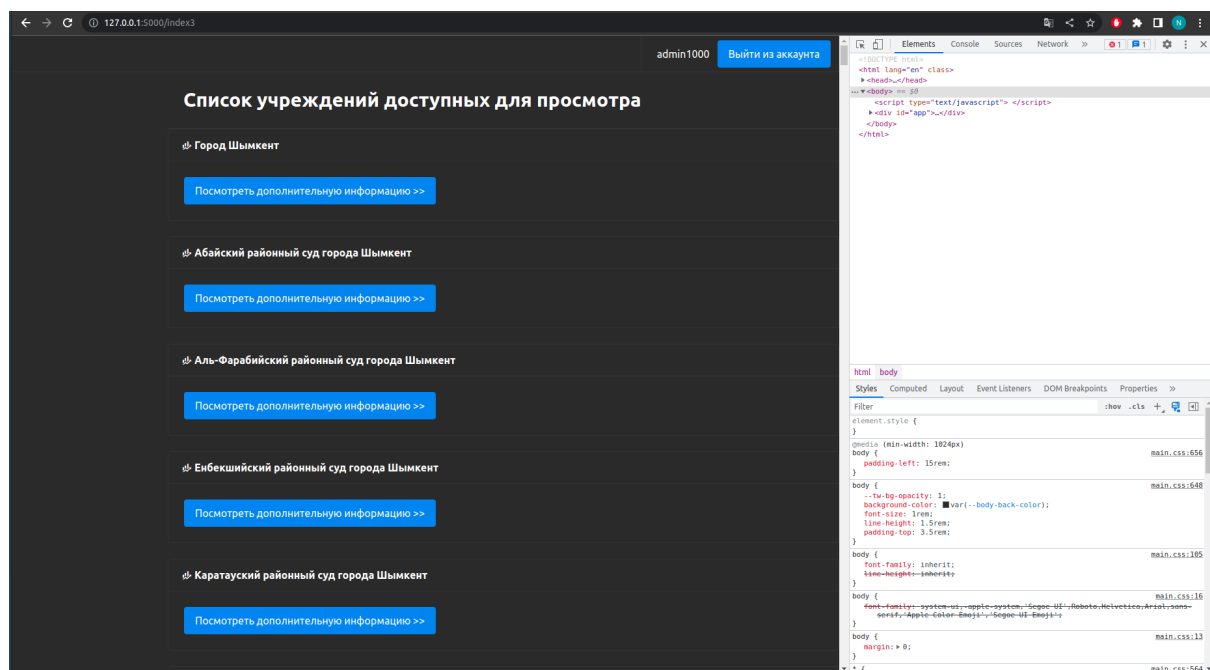 127.0.0.1:5000/index3
N
admin1000
Выйти из аккаунта
Список учреждений доступных для просмотра
Город Шымкент
Посмотреть дополнительную информацию >>
Абайский районный суд города Шымкент
Посмотреть дополнительную информацию >>
Аль-Фарабийский районный суд города Шымкент
Посмотреть дополнительную информацию >>
Енбекшийский районный суд города Шымкент
Посмотреть дополнительную информацию >>
Каратауский районный суд города Шымкент
Посмотреть дополнительную информацию >>
Elements Console Sources Network » 1 1
<!DOCTYPE html>
<html lang="en" class>
<head>…</head>
<body> == $0
<script type="text/javascript"> </script>
<div id="app">…</div>
</body>
</html>
html body
Styles Computed Layout Event Listeners DOM Breakpoints Properties »
Filter :hov .cls +
element.style {
}
@media (min-width: 1024px)
body { main.css:656
padding-left: 15rem;
}
body { main.css:648
--tw-bg-opacity: 1;
background-color: var(--body-back-color);
font-size: 1rem;
line-height: 1.5rem;
padding-top: 3.5rem;
}
body { main.css:105
font-family: inherit;
line-height: inherit;
}
body { main.css:16
font-family: system-ui,-apple-system,'Segoe UI',Roboto,Helvetica,Arial,sans-
serif,'Apple Color Emoji','Segoe UI Emoji';
}
body { main.css:13
margin: 0;
}
* { main.css:564